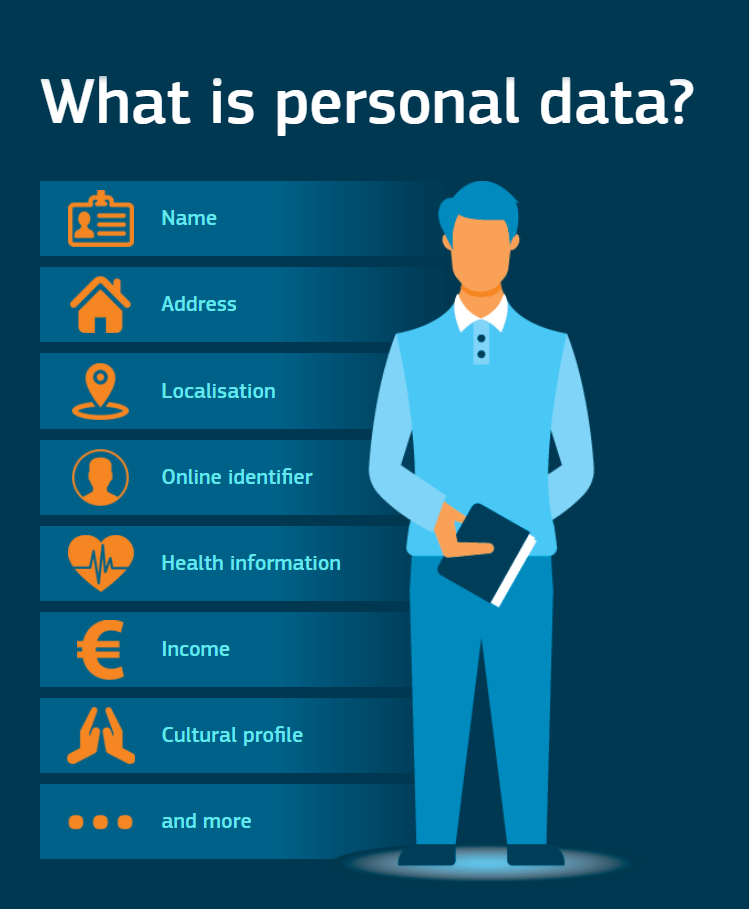 What is personal data?
Name
Address
Localisation
Online identifier
Health information
Income
Cultural profile
and more